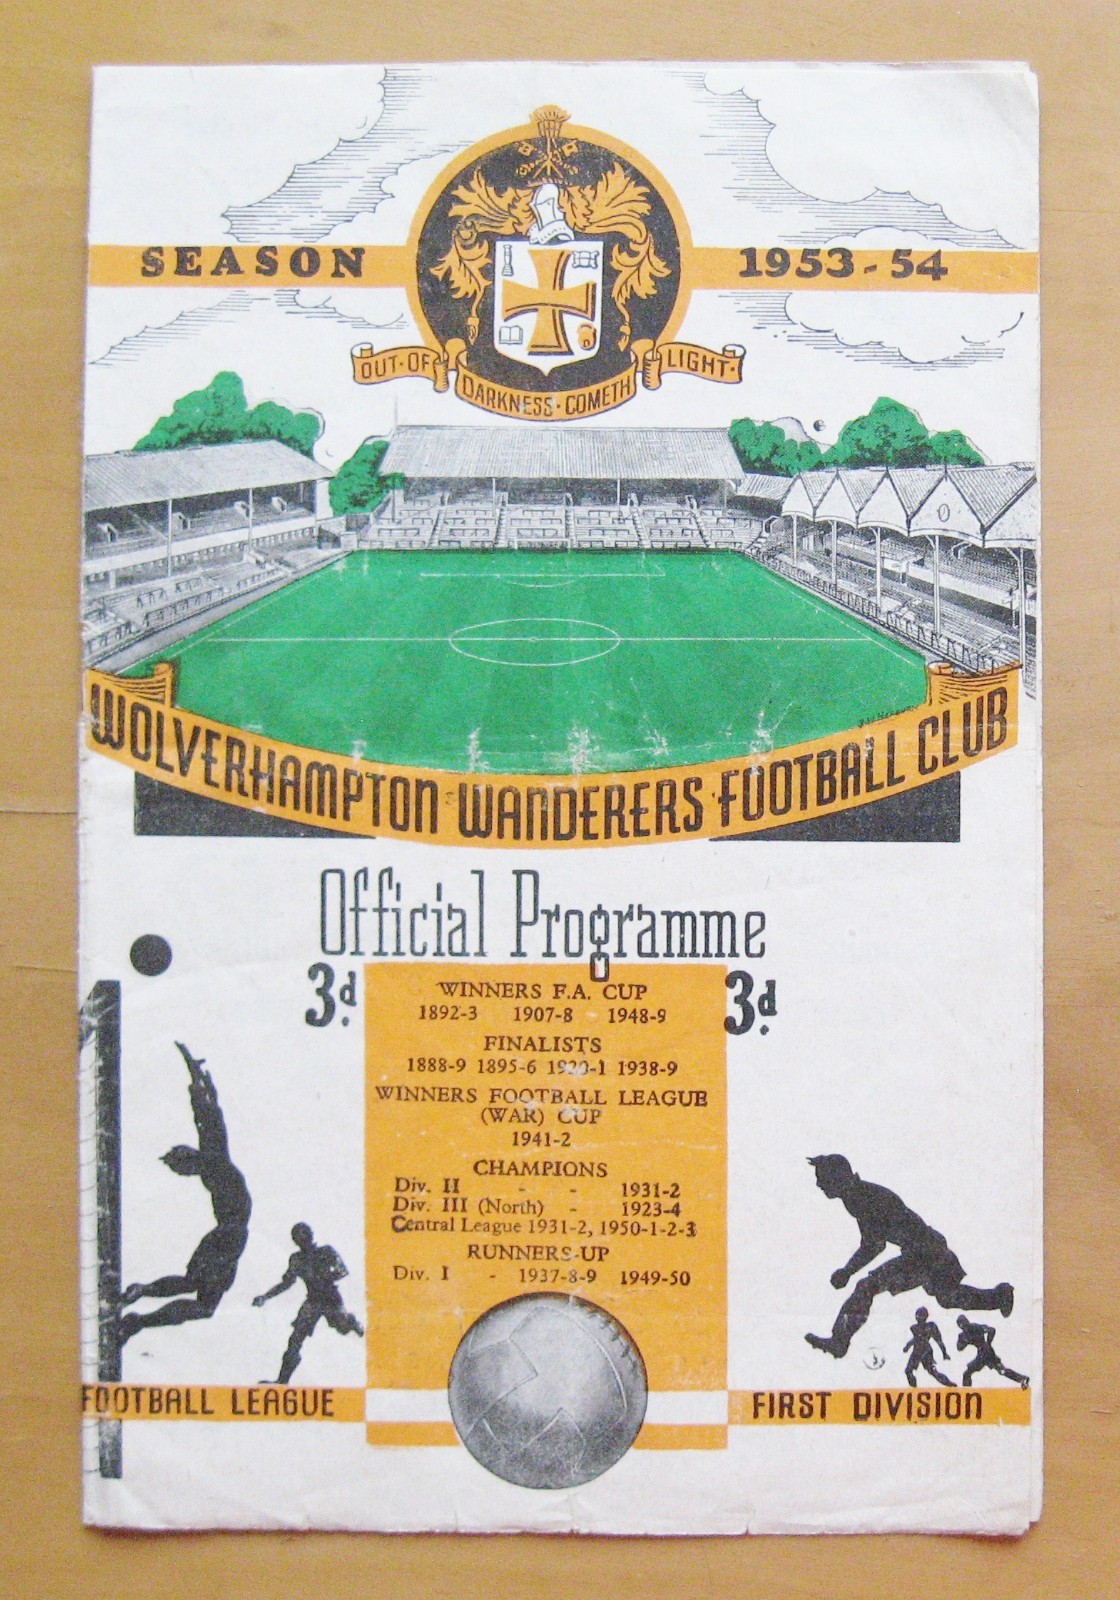 SEASON 1953-54
OUT·OF DARKNESS·COMETH LIGHT·
WOLVERHAMPTON WANDERERS FOOTBALL CLUB
Official Programme
3d. 3d.
WINNERS F.A. CUP
1892-3 1907-8 1948-9
FINALISTS
1888-9 1895-6 1920-1 1938-9
WINNERS FOOTBALL LEAGUE
(WAR) CUP
1941-2
CHAMPIONS
Div. II - - 1931-2
Div. III (North) - 1923-4
Central League 1931-2, 1950-1-2-3
RUNNERS-UP
Div. I - 1937-8-9 1949-50
FOOTBALL LEAGUE FIRST DIVISION